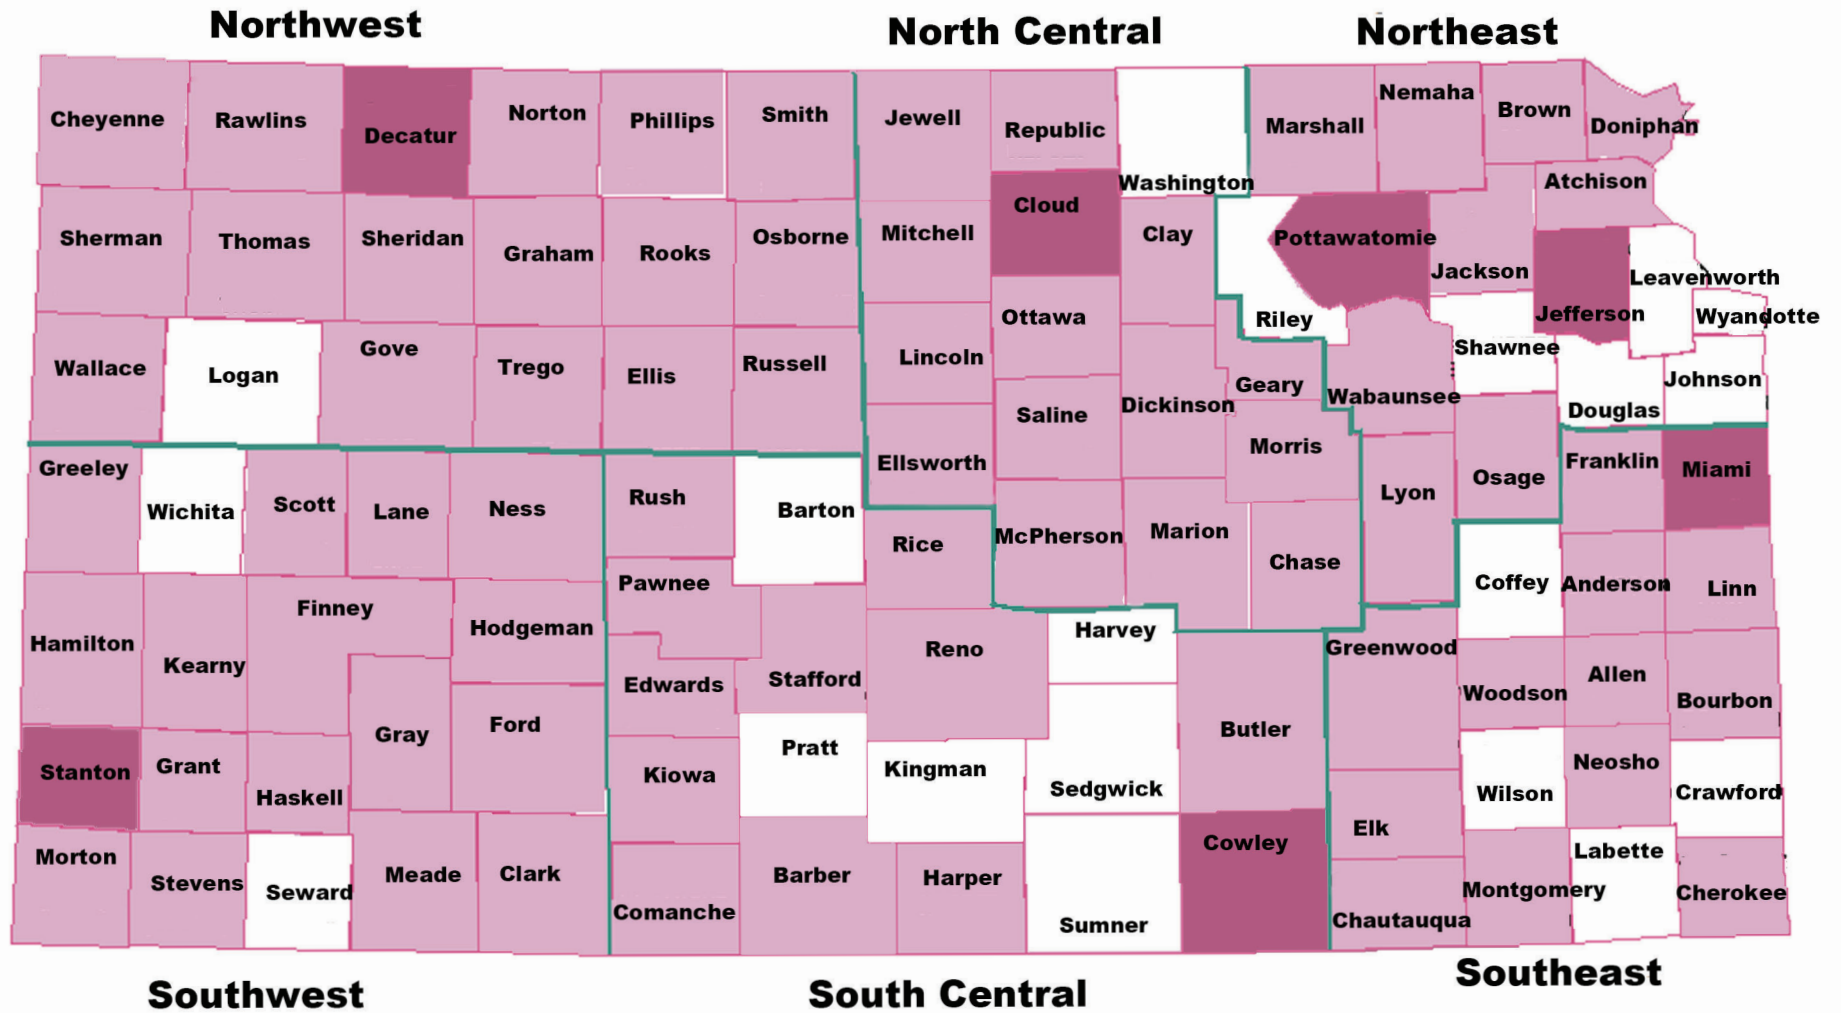 Northwest
North Central
Northeast
Cheyenne
Rawlins
Decatur
Norton
Phillips
Smith
Jewell
Republic
Washington
Marshall
Nemaha
Brown
Doniphan
Atchison
Sherman
Thomas
Sheridan
Graham
Rooks
Osborne
Mitchell
Cloud
Clay
Riley
Pottawatomie
Jackson
Jefferson
Leavenworth
Wyandotte
Wallace
Logan
Gove
Trego
Ellis
Russell
Lincoln
Ottawa
Saline
Dickinson
Geary
Wabaunsee
Shawnee
Douglas
Johnson
Greeley
Wichita
Scott
Lane
Ness
Rush
Barton
Ellsworth
Rice
McPherson
Marion
Morris
Chase
Lyon
Osage
Franklin
Miami
Hamilton
Kearny
Finney
Hodgeman
Pawnee
Edwards
Stafford
Reno
Harvey
Greenwood
Coffey
Anderson
Linn
Stanton
Grant
Haskell
Gray
Ford
Kiowa
Pratt
Kingman
Sedgwick
Butler
Woodson
Allen
Bourbon
Wilson
Neosho
Crawford
Morton
Stevens
Seward
Meade
Clark
Comanche
Barber
Harper
Sumner
Cowley
Elk
Chautauqua
Montgomery
Labette
Cherokee
Southwest
South Central
Southeast